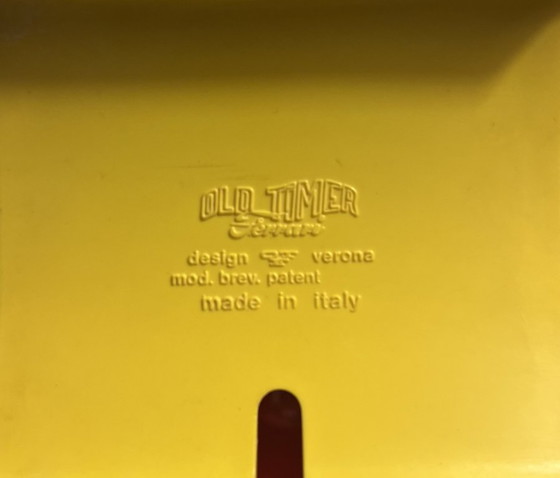 OLD TIMER
Ferrari
design verona
mod. brev. patent
made in italy